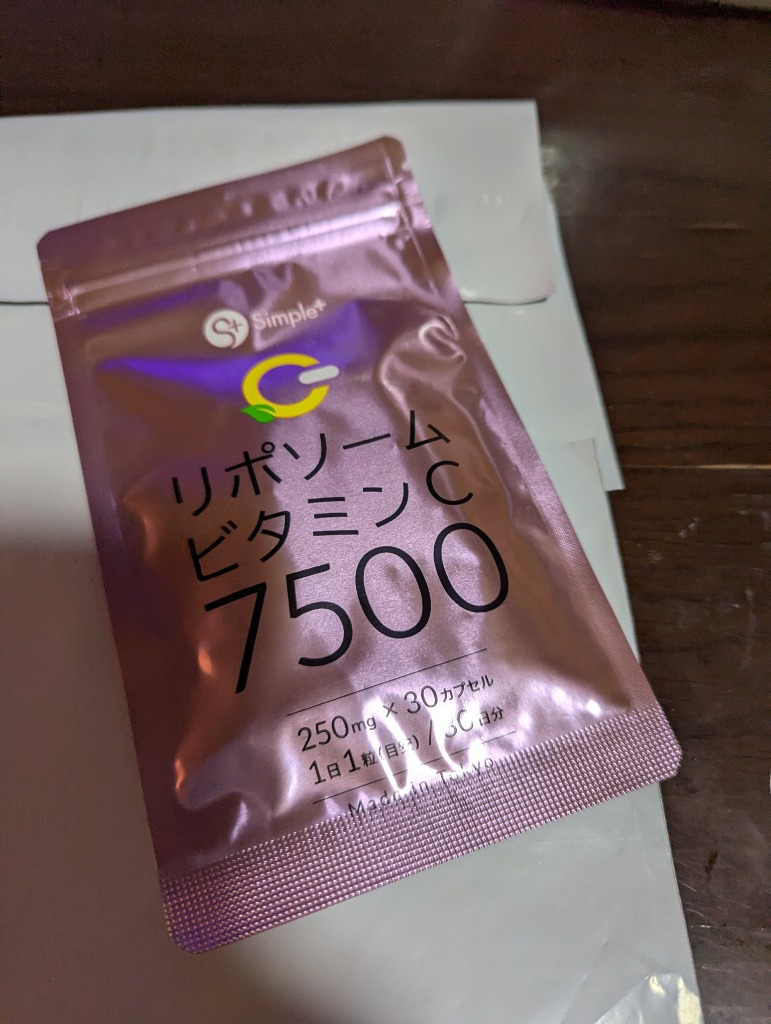 Simple+
リポソーム
ビタミンC
7500
250mg × 30カプセル
1日1粒(目安) / 30日分
Made in Tokyo